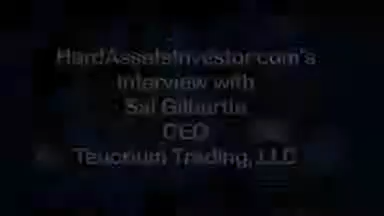 HardAssetsInvestor.com's
Interview with
Sal Gilbertie
CEO
Teucrium Trading, LLC